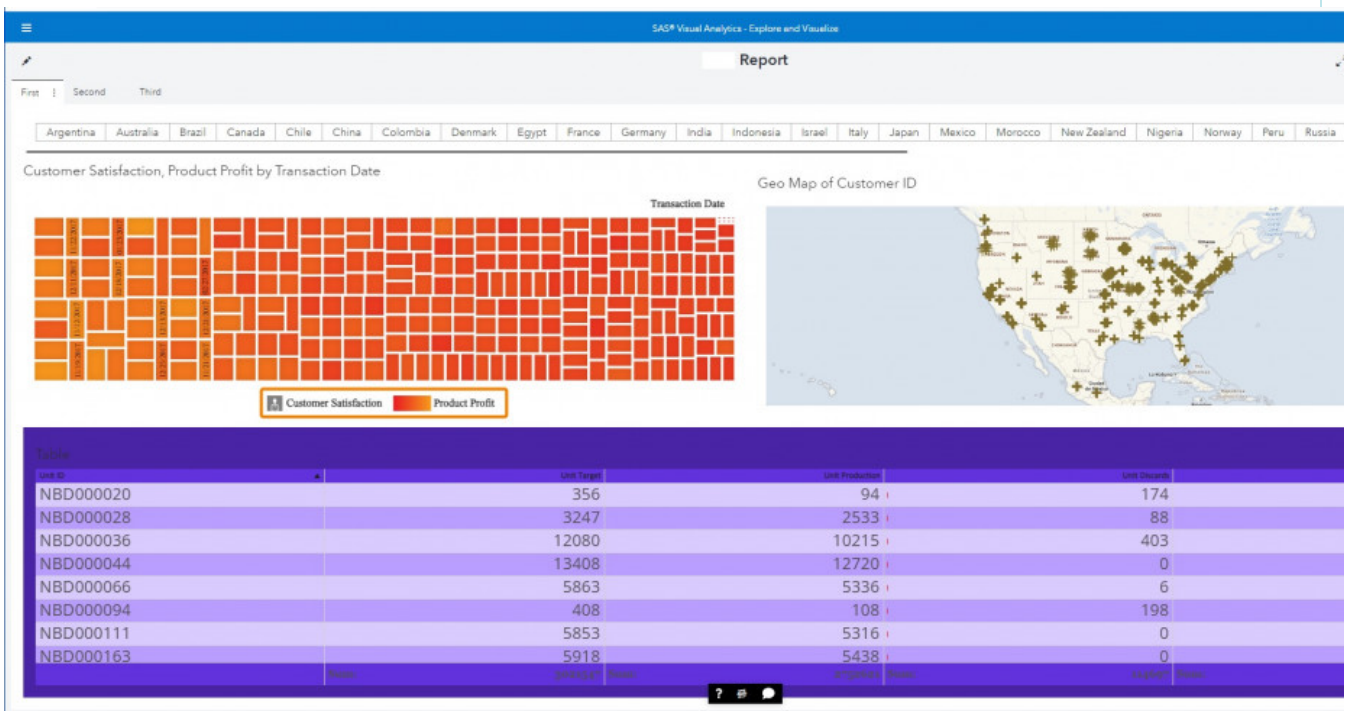 SAS® Visual Analytics - Explore and Visualize
Report
First Second Third
Argentina Australia Brazil Canada Chile China Colombia Denmark Egypt France Germany India Indonesia Israel Italy Japan Mexico Morocco New Zealand Nigeria Norway Peru Russia
Customer Satisfaction, Product Profit by Transaction Date
Geo Map of Customer ID
Transaction Date
Customer Satisfaction Product Profit
Table
Unit ID Unit Target Unit Production Unit Discards
NBD000020 356 94 174
NBD000028 3247 2533 88
NBD000036 12080 10215 403
NBD000044 13408 12720 0
NBD000066 5863 5336 6
NBD000094 408 108 198
NBD000111 5853 5316 0
NBD000163 5918 5438 0
?